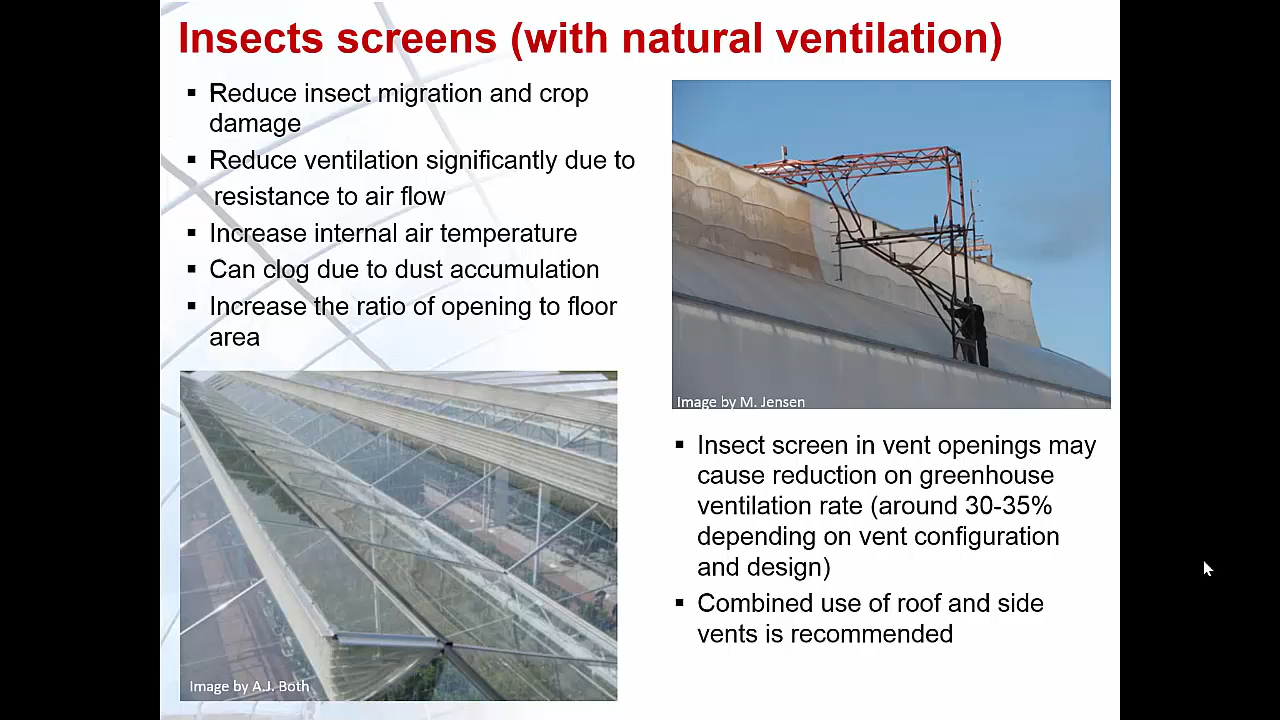 Insects screens (with natural ventilation)
▪ Reduce insect migration and crop
damage
▪ Reduce ventilation significantly due to
resistance to air flow
▪ Increase internal air temperature
▪ Can clog due to dust accumulation
▪ Increase the ratio of opening to floor
area
Image by A.J. Both
Image by M. Jensen
▪ Insect screen in vent openings may
cause reduction on greenhouse
ventilation rate (around 30-35%
depending on vent configuration
and design)
▪ Combined use of roof and side
vents is recommended